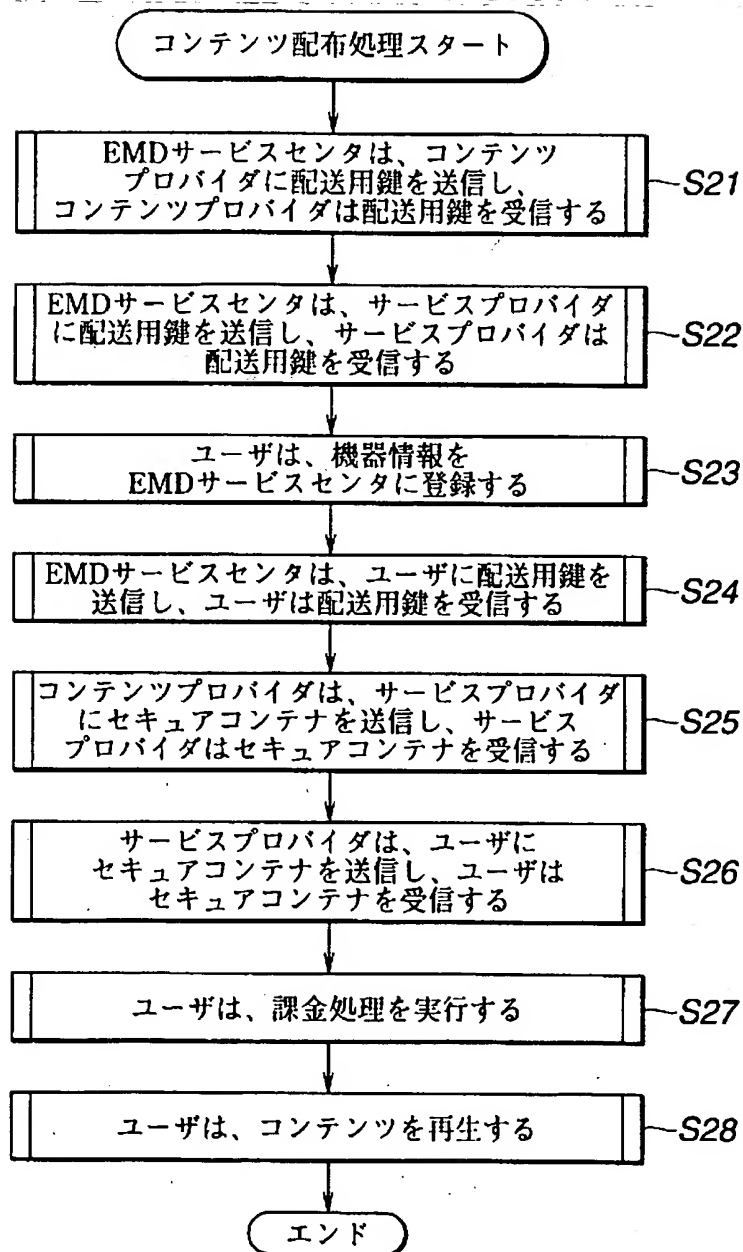 コンテンツ配布処理スタート
EMDサービスセンタは、コンテンツ
プロバイダに配送用鍵を送信し、
コンテンツプロバイダは配送用鍵を受信する
S21
EMDサービスセンタは、サービスプロバイダ
に配送用鍵を送信し、サービスプロバイダは
配送用鍵を受信する
S22
ユーザは、機器情報を
EMDサービスセンタに登録する
S23
EMDサービスセンタは、ユーザに配送用鍵を
送信し、ユーザは配送用鍵を受信する
S24
コンテンツプロバイダは、サービスプロバイダ
にセキュアコンテナを送信し、サービス
プロバイダはセキュアコンテナを受信する
S25
サービスプロバイダは、ユーザに
セキュアコンテナを送信し、ユーザは
セキュアコンテナを受信する
S26
ユーザは、課金処理を実行する
S27
ユーザは、コンテンツを再生する
S28
エンド